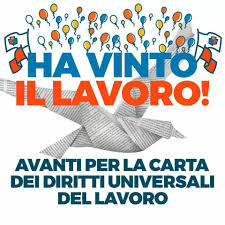 HA VINTO
IL LAVORO!
AVANTI PER LA CARTA
DEI DIRITTI UNIVERSALI
DEL LAVORO